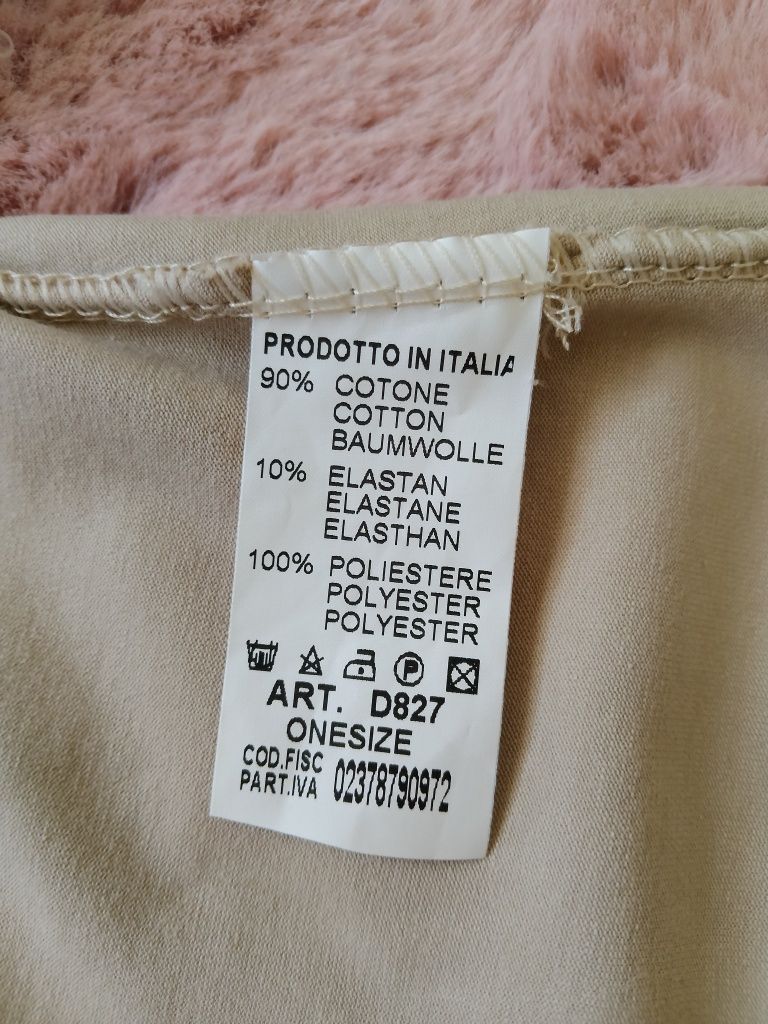 PRODOTTO IN ITALIA
90% COTONE
COTTON
BAUMWOLLE
10% ELASTAN
ELASTANE
ELASTHAN
100% POLIESTERE
POLYESTER
POLYESTER
P
ART. D827
ONESIZE
COD.FISC
PART.IVA 02378790972